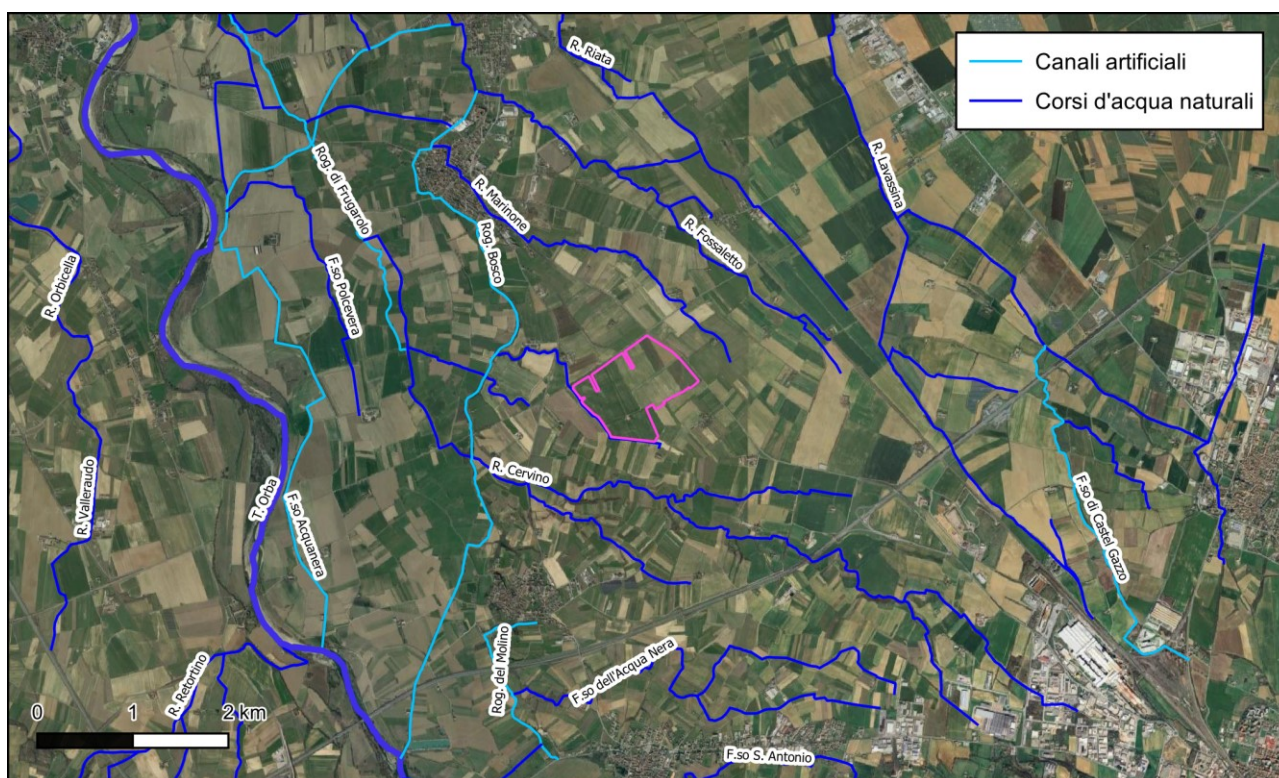 Canali artificiali
Corsi d'acqua naturali
R. Riata
Rog. di Frugarolo
R. Marinone
R. Lavassina
R. Fossaletto
Rog. Bosco
R. Orbicella
F.so Polcevera
R. Cervino
R. Valleraudo
T. Orba
F.so Acquanera
F.so di Castel Gazzo
R. Retortino
Rog. del Molino
F.so dell'Acqua Nera
F.so S. Antonio
0 1 2 km